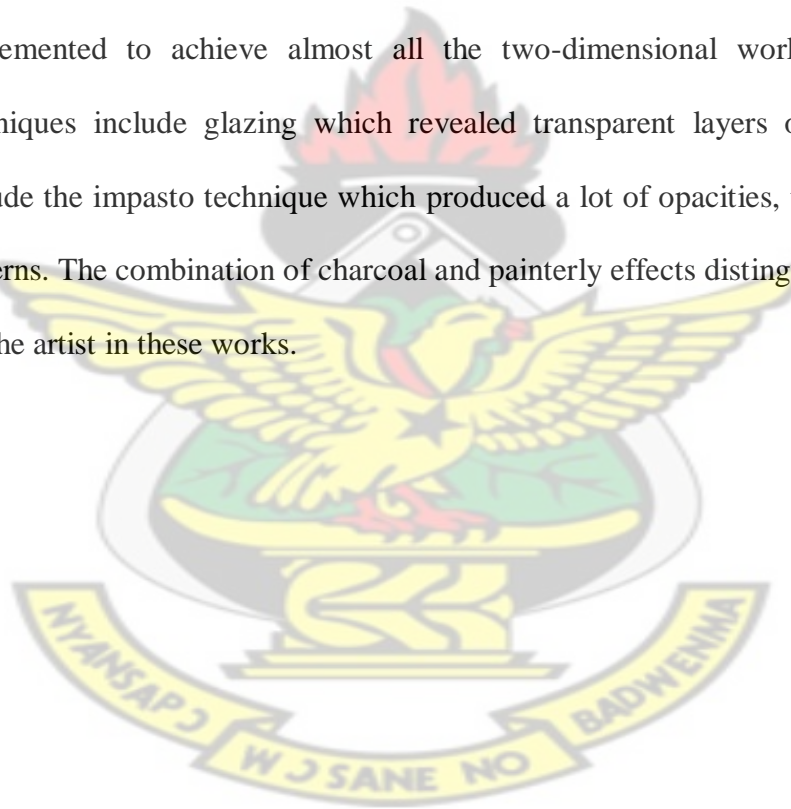 emented to achieve almost all the two-dimensional work
niques include glazing which revealed transparent layers o
ude the impasto technique which produced a lot of opacities,
erns. The combination of charcoal and painterly effects disting
he artist in these works.
NYANSAPƆ WƆSANE NO BADWENMA